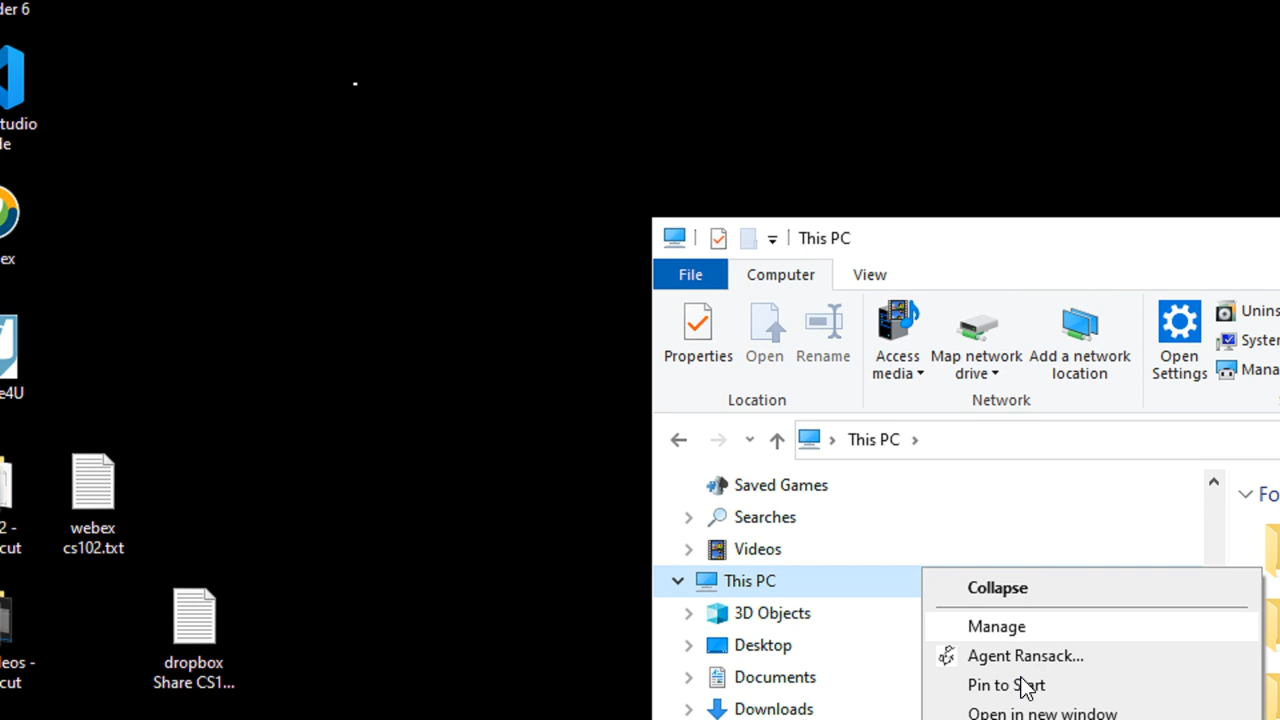 der 6
tudio
le
ex
e4U
2 -
cut
webex
cs102.txt
eos -
cut
dropbox
Share CS1...
This PC
File
Computer
View
Properties
Open
Rename
Access
media
Map network
drive
Add a network
location
Open
Settings
Unins
System
Mana
Location
Network
This PC
Saved Games
Searches
Videos
This PC
3D Objects
Desktop
Documents
Downloads
Fo
Collapse
Manage
Agent Ransack...
Pin to Start
Open in new window